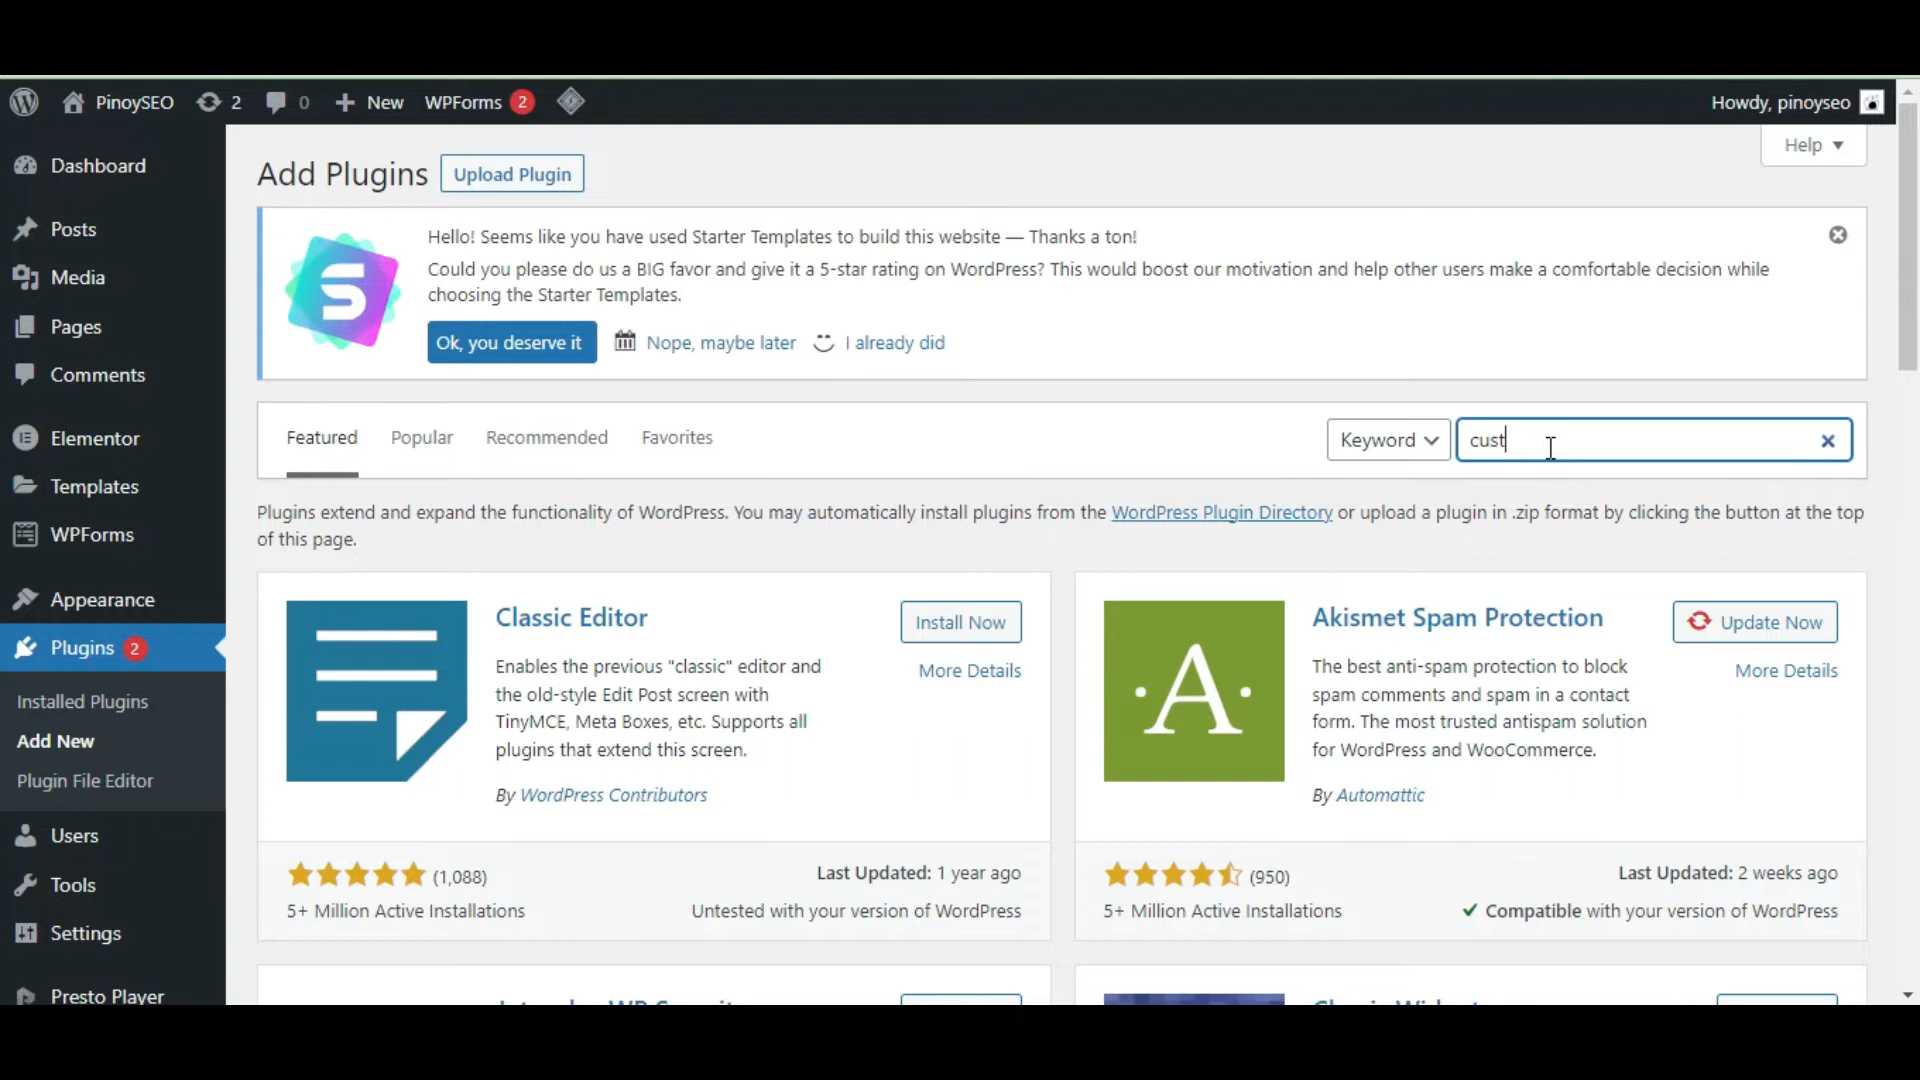 PinoySEO 2 0 New WPForms 2 Howdy, pinoyseo
Help
Dashboard
Posts
Media
Pages
Comments
Elementor
Templates
WPForms
Appearance
Plugins 2
Installed Plugins
Add New
Plugin File Editor
Users
Tools
Settings
Presto Player
Add Plugins Upload Plugin
S
Hello! Seems like you have used Starter Templates to build this website — Thanks a ton!
Could you please do us a BIG favor and give it a 5-star rating on WordPress? This would boost our motivation and help other users make a comfortable decision while
choosing the Starter Templates.
Ok, you deserve it Nope, maybe later I already did
Featured Popular Recommended Favorites Keyword cust
Plugins extend and expand the functionality of WordPress. You may automatically install plugins from the WordPress Plugin Directory or upload a plugin in .zip format by clicking the button at the top
of this page.
Classic Editor
Install Now
More Details
Enables the previous "classic" editor and
the old-style Edit Post screen with
TinyMCE, Meta Boxes, etc. Supports all
plugins that extend this screen.
By WordPress Contributors
(1,088) Last Updated: 1 year ago
5+ Million Active Installations Untested with your version of WordPress
·A·
Akismet Spam Protection
Update Now
More Details
The best anti-spam protection to block
spam comments and spam in a contact
form. The most trusted antispam solution
for WordPress and WooCommerce.
By Automattic
(950) Last Updated: 2 weeks ago
5+ Million Active Installations Compatible with your version of WordPress